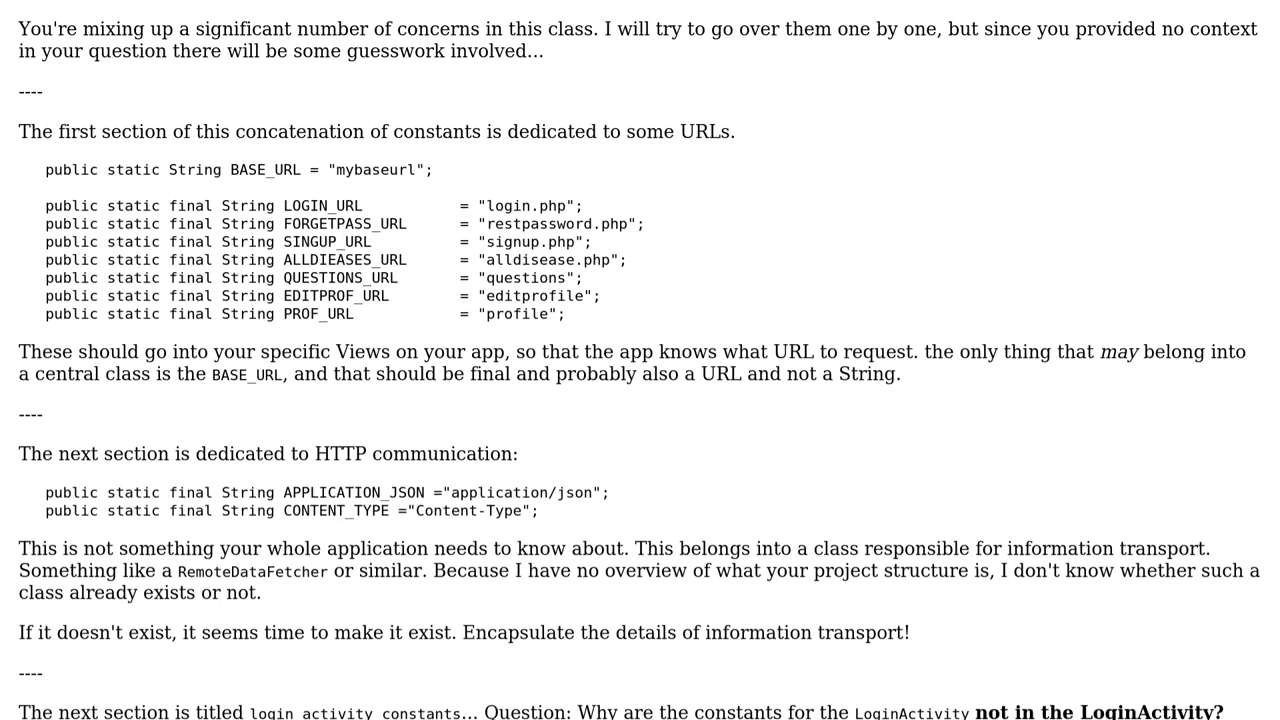 You're mixing up a significant number of concerns in this class. I will try to go over them one by one, but since you provided no context
in your question there will be some guesswork involved...
----
The first section of this concatenation of constants is dedicated to some URLs.
public static String BASE_URL = "mybaseurl";
public static final String LOGIN_URL           = "login.php";
public static final String FORGETPASS_URL      = "restpassword.php";
public static final String SINGUP_URL          = "signup.php";
public static final String ALLDIEASES_URL      = "alldisease.php";
public static final String QUESTIONS_URL       = "questions";
public static final String EDITPROF_URL        = "editprofile";
public static final String PROF_URL            = "profile";
These should go into your specific Views on your app, so that the app knows what URL to request. the only thing that may belong into
a central class is the BASE_URL, and that should be final and probably also a URL and not a String.
----
The next section is dedicated to HTTP communication:
public static final String APPLICATION_JSON ="application/json";
public static final String CONTENT_TYPE ="Content-Type";
This is not something your whole application needs to know about. This belongs into a class responsible for information transport.
Something like a RemoteDataFetcher or similar. Because I have no overview of what your project structure is, I don't know whether such a
class already exists or not.
If it doesn't exist, it seems time to make it exist. Encapsulate the details of information transport!
----
The next section is titled login activity constants... Question: Why are the constants for the LoginActivity not in the LoginActivity?